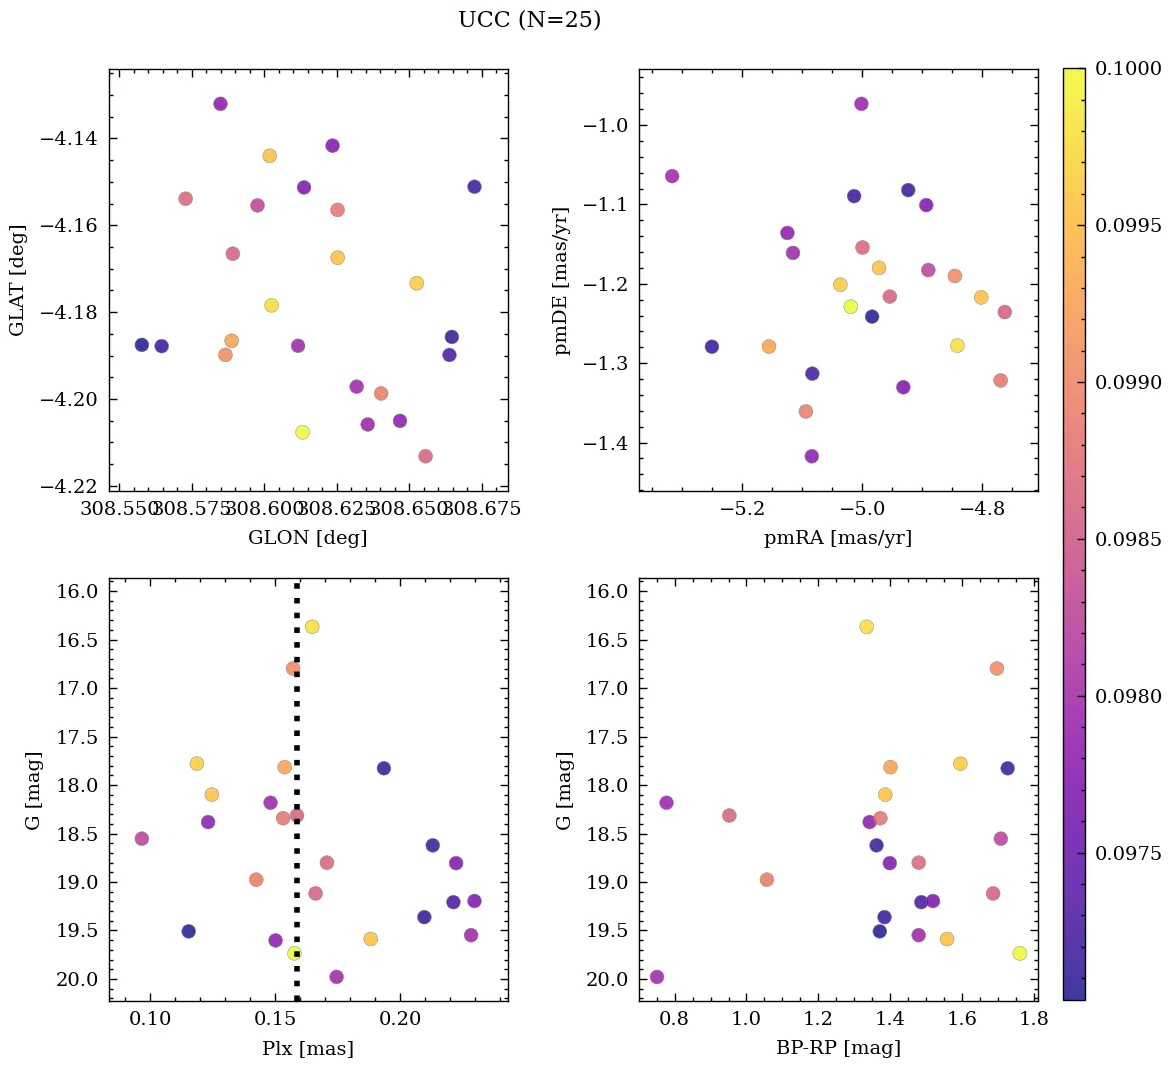 UCC (N=25)
−4.14
−4.16
−4.18
−4.20
−4.22
GLAT [deg]
308.550 308.575 308.600 308.625 308.650 308.675
GLON [deg]
−1.0
−1.1
−1.2
−1.3
−1.4
pmDE [mas/yr]
−5.2 −5.0 −4.8
pmRA [mas/yr]
0.1000
0.0995
0.0990
0.0985
0.0980
0.0975
16.0
16.5
17.0
17.5
18.0
18.5
19.0
19.5
20.0
G [mag]
0.10 0.15 0.20
Plx [mas]
16.0
16.5
17.0
17.5
18.0
18.5
19.0
19.5
20.0
G [mag]
0.8 1.0 1.2 1.4 1.6 1.8
BP-RP [mag]